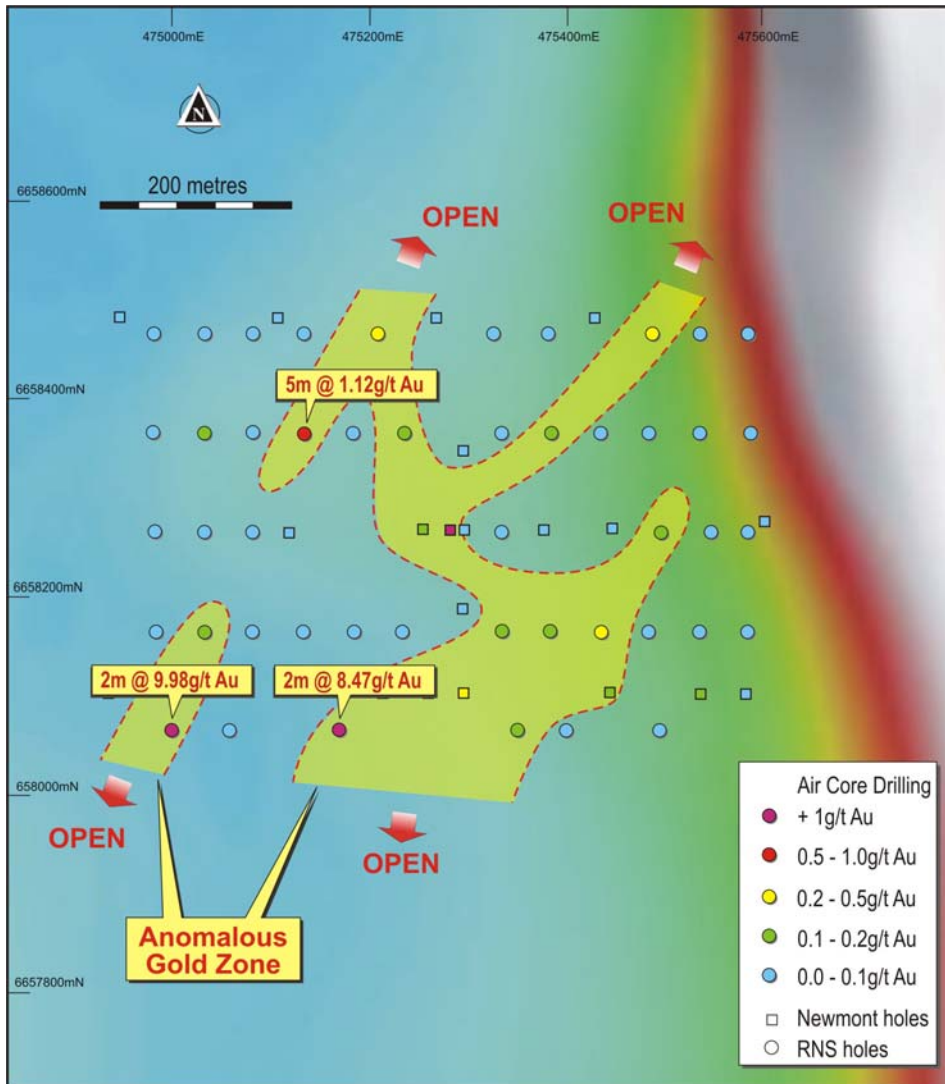 475000mE
475200mE
475400mE
475600mE
N
200 metres
6658600mN
OPEN
OPEN
5m @ 1.12g/t Au
6658400mN
6658200mN
2m @ 9.98g/t Au
2m @ 8.47g/t Au
658000mN
OPEN
OPEN
Anomalous
Gold Zone
6657800mN
Air Core Drilling
+ 1g/t Au
0.5 - 1.0g/t Au
0.2 - 0.5g/t Au
0.1 - 0.2g/t Au
0.0 - 0.1g/t Au
Newmont holes
RNS holes